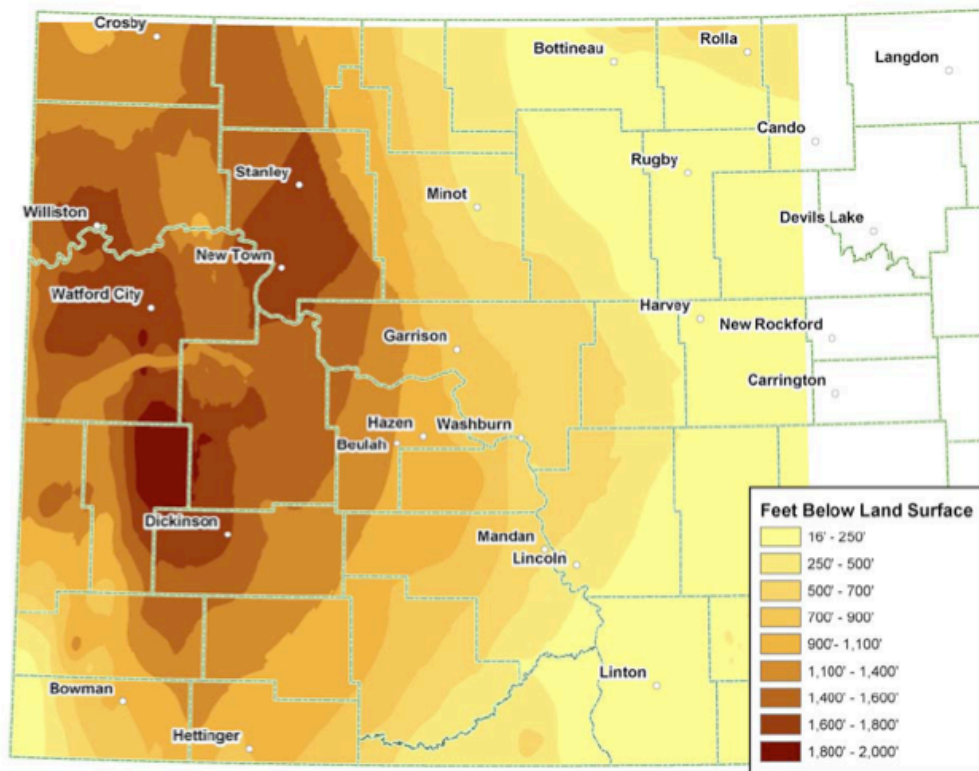 Crosby
Bottineau
Rolla
Langdon
Cando
Stanley
Rugby
Minot
Williston
Devils Lake
New Town
Watford City
Harvey
New Rockford
Garrison
Carrington
Hazen
Washburn
Beulah
Dickinson
Mandan
Lincoln
Linton
Bowman
Hettinger
Feet Below Land Surface
16' - 250'
250' - 500'
500' - 700'
700' - 900'
900'- 1,100'
1,100' - 1,400'
1,400' - 1,600'
1,600' - 1,800'
1,800' - 2,000'